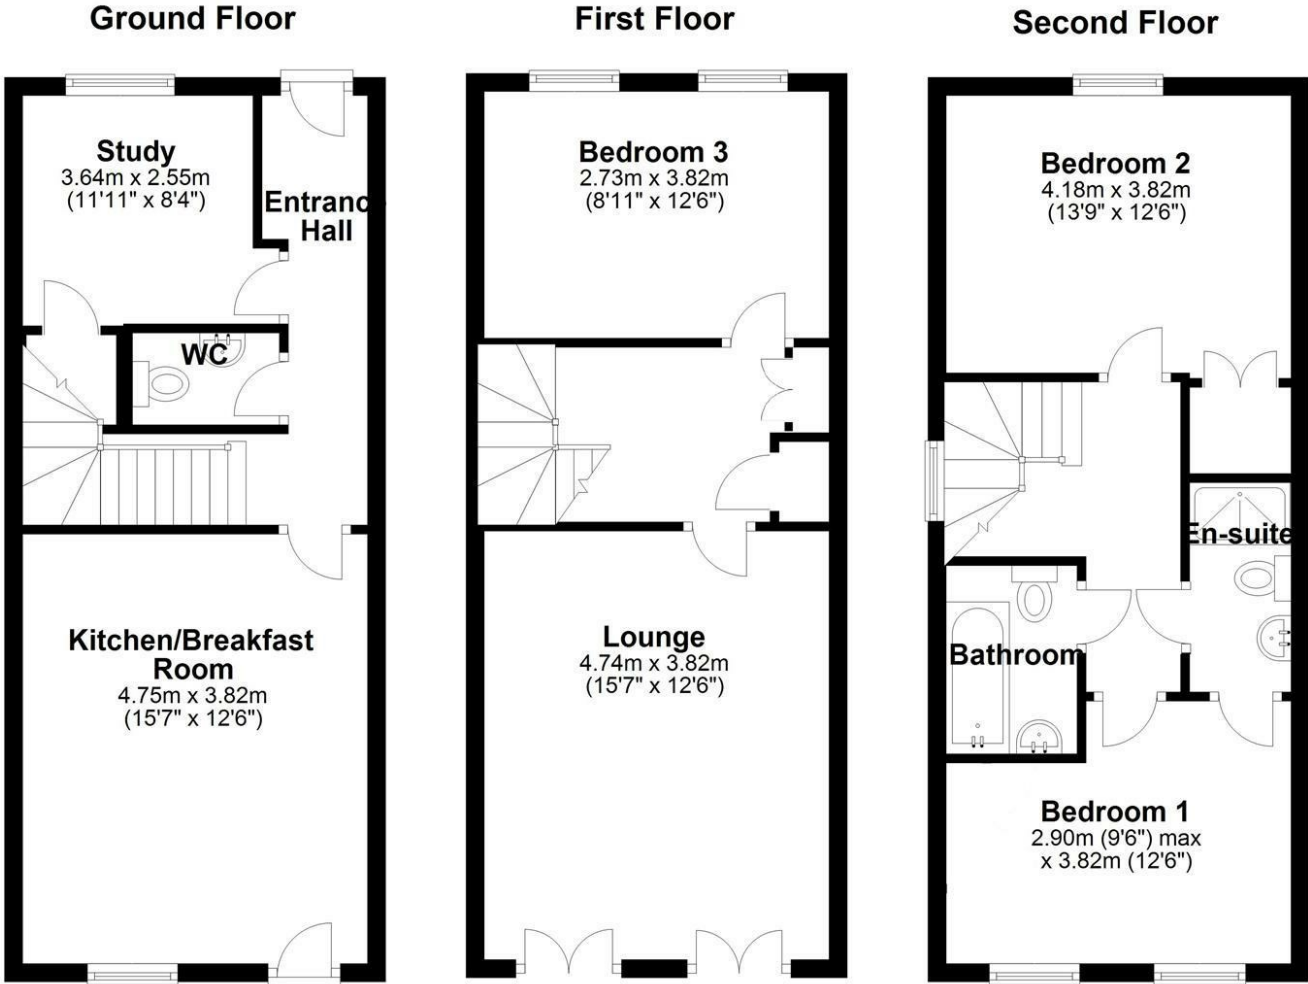 Ground Floor
Study
3.64m x 2.55m
(11'11" x 8'4")
Entrance
Hall
WC
Kitchen/Breakfast
Room
4.75m x 3.82m
(15'7" x 12'6")
First Floor
Bedroom 3
2.73m x 3.82m
(8'11" x 12'6")
Lounge
4.74m x 3.82m
(15'7" x 12'6")
Second Floor
Bedroom 2
4.18m x 3.82m
(13'9" x 12'6")
En-suite
Bathroom
Bedroom 1
2.90m (9'6") max
x 3.82m (12'6")